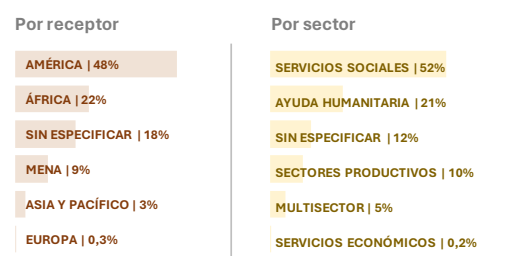 Por receptor
AMÉRICA | 48%
ÁFRICA | 22%
SIN ESPECIFICAR | 18%
MENA | 9%
ASIA Y PACÍFICO | 3%
EUROPA | 0,3%
Por sector
SERVICIOS SOCIALES | 52%
AYUDA HUMANITARIA | 21%
SIN ESPECIFICAR | 12%
SECTORES PRODUCTIVOS | 10%
MULTISECTOR | 5%
SERVICIOS ECONÓMICOS | 0,2%